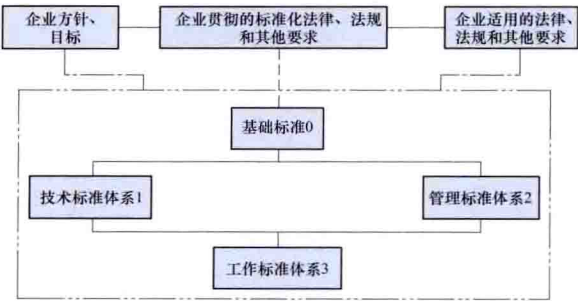 企业方针、
目标
企业贯彻的标准化法律、法规
和其他要求
企业适用的法律、
法规和其他要求
基础标准0
技术标准体系1
管理标准体系2
工作标准体系3